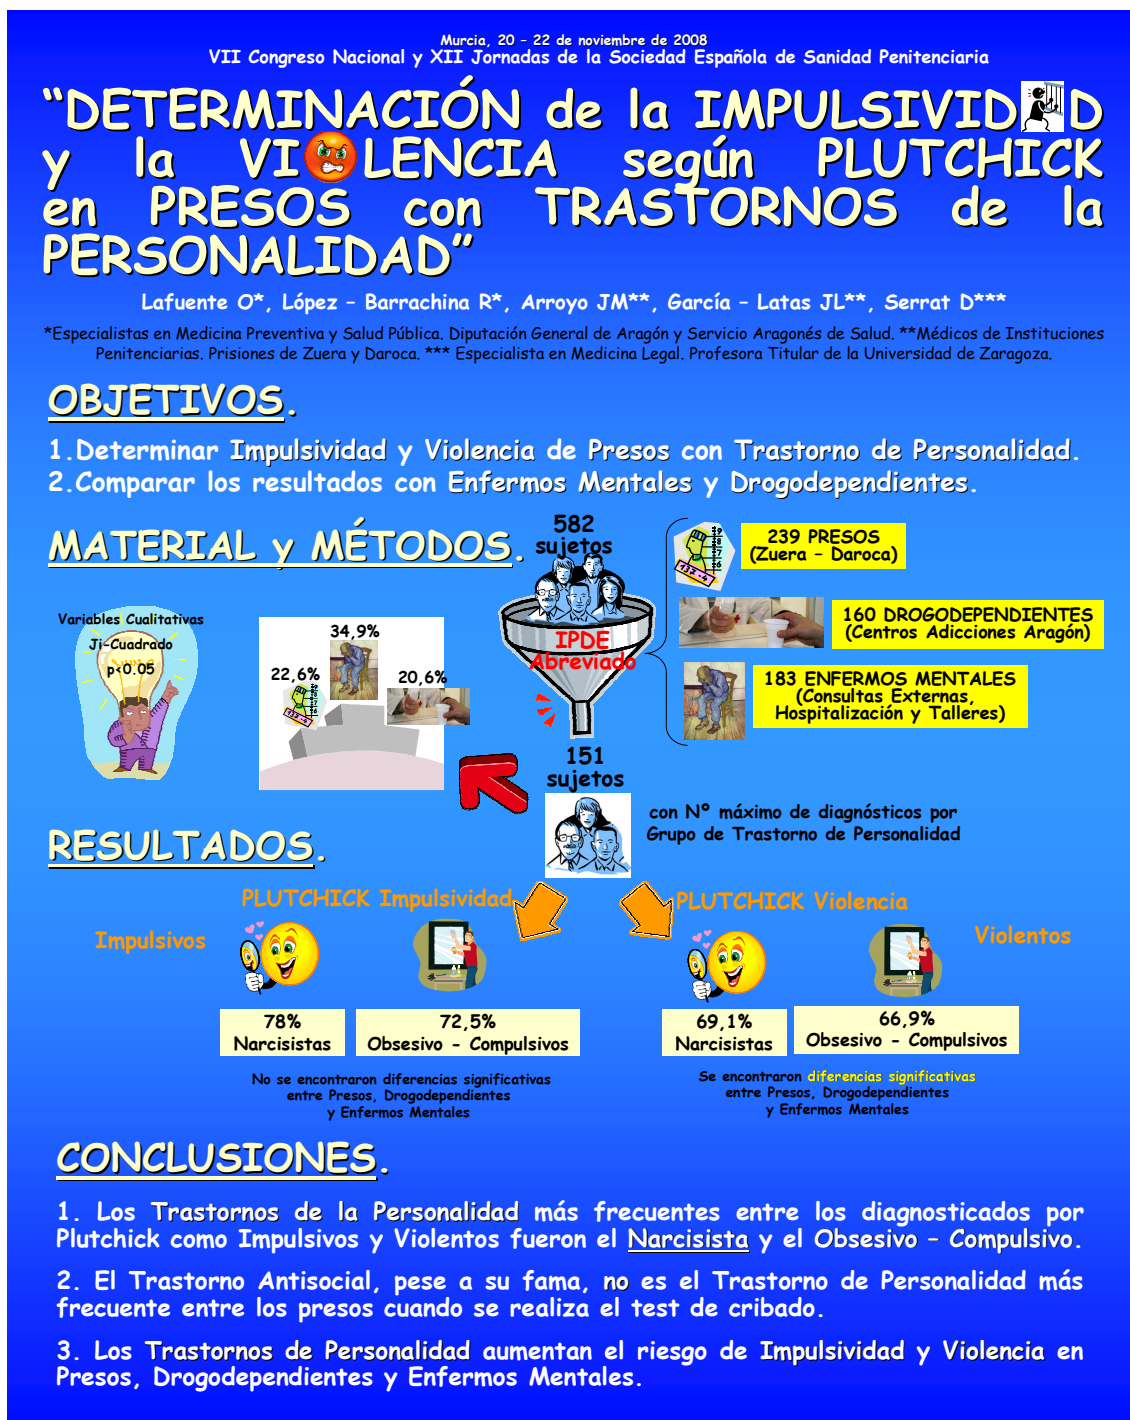 Murcia, 20 – 22 de noviembre de 2008
VII Congreso Nacional y XII Jornadas de la Sociedad Española de Sanidad Penitenciaria
“DETERMINACIÓN de la IMPULSIVID D
y la VI LENCIA según PLUTCHICK
en PRESOS con TRASTORNOS de la
PERSONALIDAD”
Lafuente O*, López – Barrachina R*, Arroyo JM**, García – Latas JL**, Serrat D***
*Especialistas en Medicina Preventiva y Salud Pública. Diputación General de Aragón y Servicio Aragonés de Salud. **Médicos de Instituciones
Penitenciarias. Prisiones de Zuera y Daroca. *** Especialista en Medicina Legal. Profesora Titular de la Universidad de Zaragoza.
OBJETIVOS.
1.Determinar Impulsividad y Violencia de Presos con Trastorno de Personalidad.
2.Comparar los resultados con Enfermos Mentales y Drogodependientes.
MATERIAL y MÉTODOS.
582
sujetos
IPDE
Abreviado
239 PRESOS
(Zuera – Daroca)
160 DROGODEPENDIENTES
(Centros Adicciones Aragón)
183 ENFERMOS MENTALES
(Consultas Externas,
Hospitalización y Talleres)
Variables Cualitativas
Ji-Cuadrado
p<0.05
34,9%
22,6%
20,6%
151
sujetos
con Nº máximo de diagnósticos por
Grupo de Trastorno de Personalidad
RESULTADOS.
PLUTCHICK Impulsividad
Impulsivos
78%
Narcisistas
72,5%
Obsesivo - Compulsivos
No se encontraron diferencias significativas
entre Presos, Drogodependientes
y Enfermos Mentales
PLUTCHICK Violencia
Violentos
69,1%
Narcisistas
66,9%
Obsesivo - Compulsivos
Se encontraron diferencias significativas
entre Presos, Drogodependientes
y Enfermos Mentales
CONCLUSIONES.
1. Los Trastornos de la Personalidad más frecuentes entre los diagnosticados por
Plutchick como Impulsivos y Violentos fueron el Narcisista y el Obsesivo – Compulsivo.
2. El Trastorno Antisocial, pese a su fama, no es el Trastorno de Personalidad más
frecuente entre los presos cuando se realiza el test de cribado.
3. Los Trastornos de Personalidad aumentan el riesgo de Impulsividad y Violencia en
Presos, Drogodependientes y Enfermos Mentales.